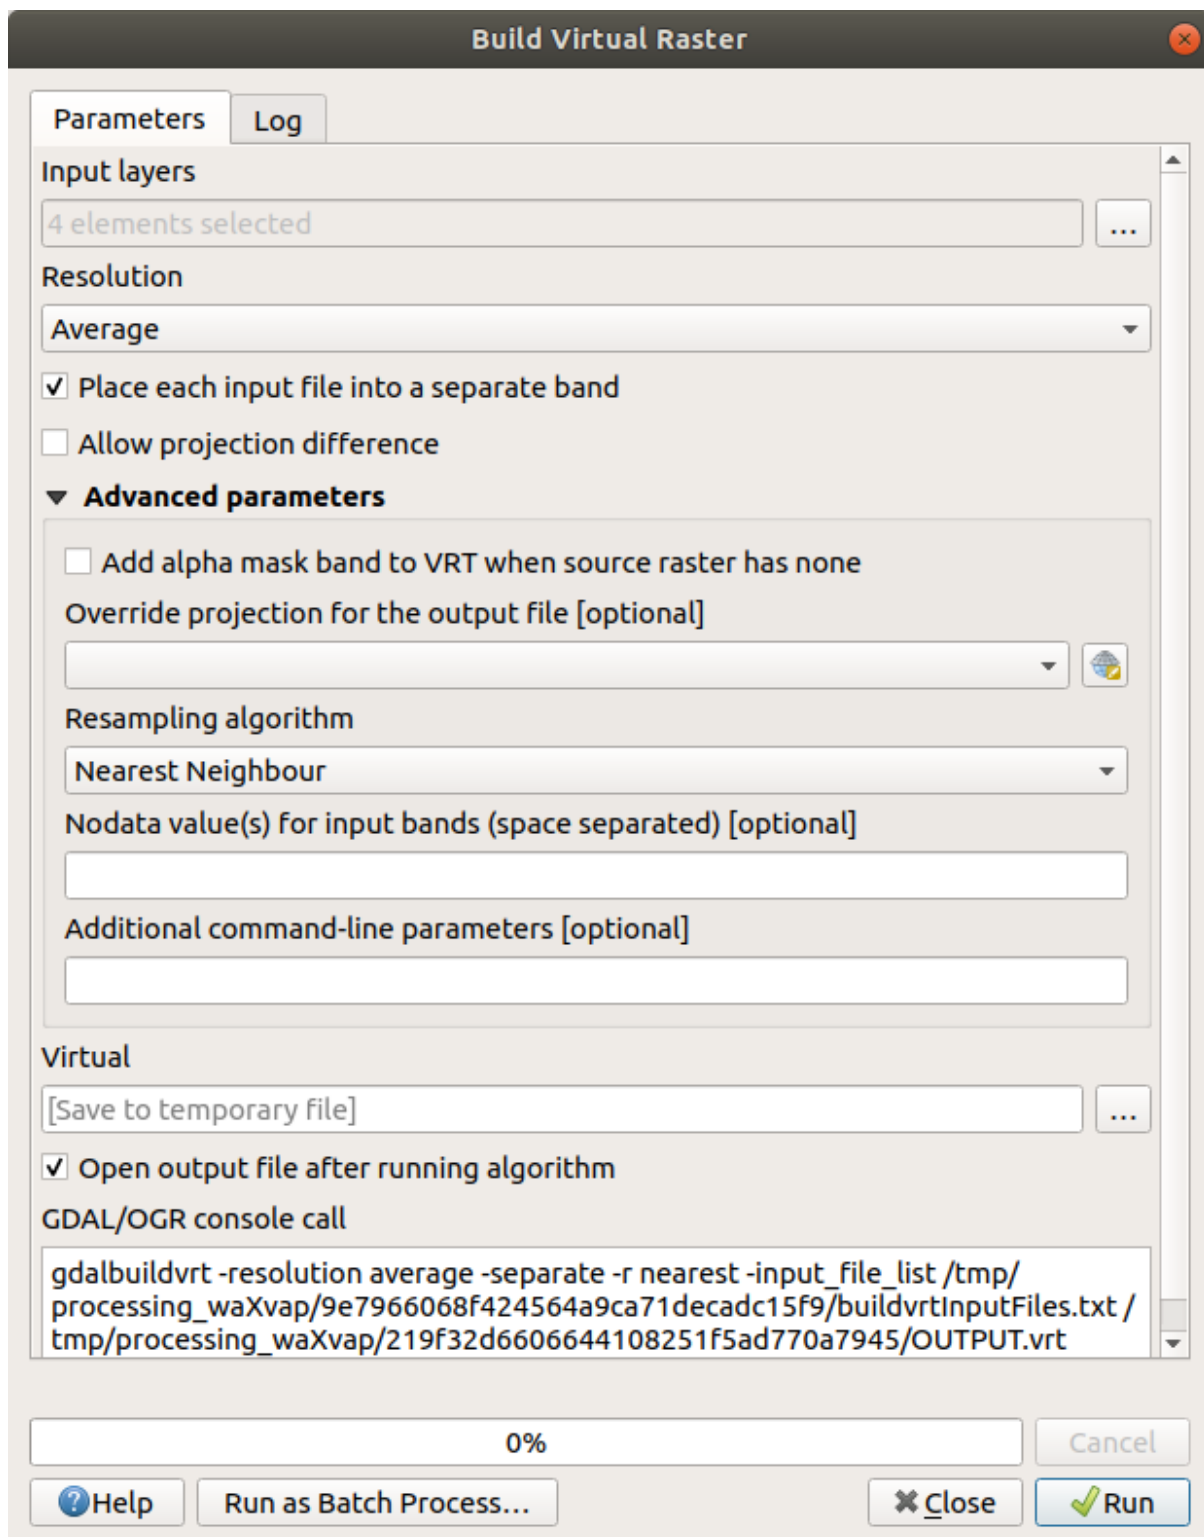 Build Virtual Raster
Parameters
Log
Input layers
4 elements selected
...
Resolution
Average
Place each input file into a separate band
Allow projection difference
Advanced parameters
Add alpha mask band to VRT when source raster has none
Override projection for the output file [optional]
Resampling algorithm
Nearest Neighbour
Nodata value(s) for input bands (space separated) [optional]
Additional command-line parameters [optional]
Virtual
[Save to temporary file]
...
Open output file after running algorithm
GDAL/OGR console call
gdalbuildvrt -resolution average -separate -r nearest -input_file_list /tmp/
processing_waXvap/9e7966068f424564a9ca71decadc15f9/buildvrtInputFiles.txt /
tmp/processing_waXvap/219f32d6606644108251f5ad770a7945/OUTPUT.vrt
0%
Cancel
Help
Run as Batch Process...
Close
Run